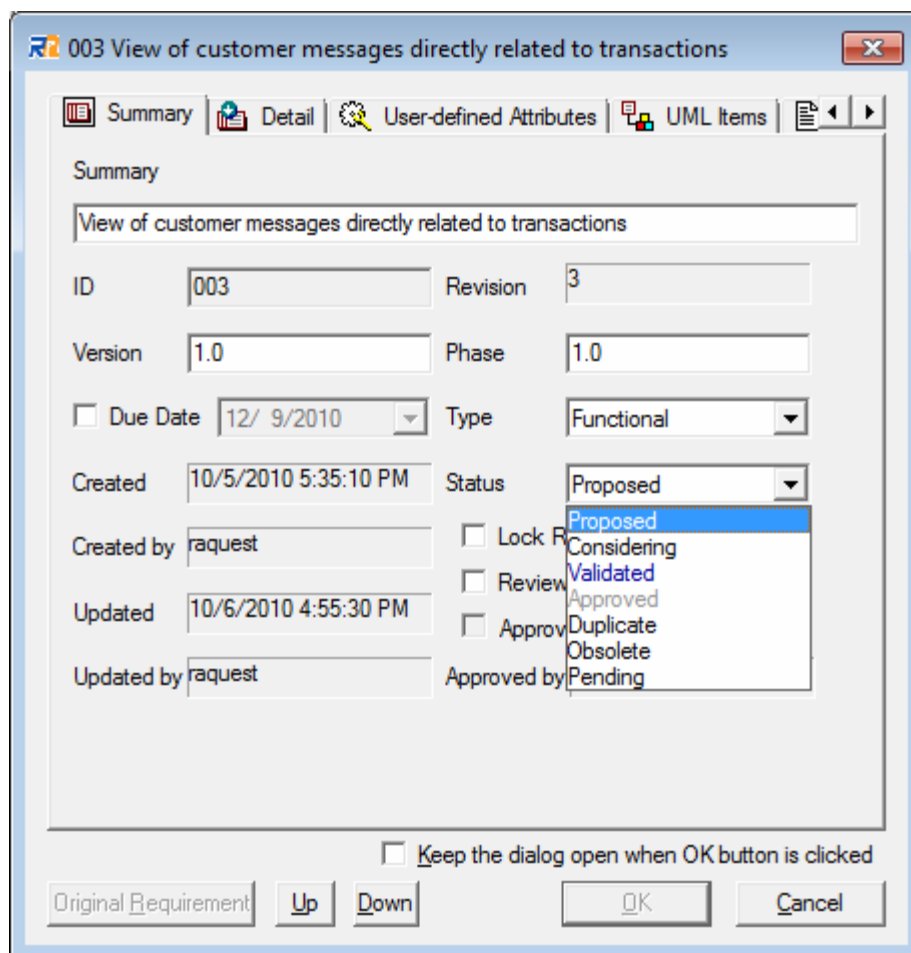 003 View of customer messages directly related to transactions
Summary Detail User-defined Attributes UML Items
Summary
View of customer messages directly related to transactions
ID 003 Revision 3
Version 1.0 Phase 1.0
Due Date 12/ 9/2010 Type Functional
Created 10/5/2010 5:35:10 PM Status Proposed
Proposed
Created by raquest Lock R Considering
Validated
Review
Updated 10/6/2010 4:55:30 PM Approved
Approv Duplicate
Obsolete
Updated by raquest Approved by Pending
Keep the dialog open when OK button is clicked
Original Requirement Up Down OK Cancel